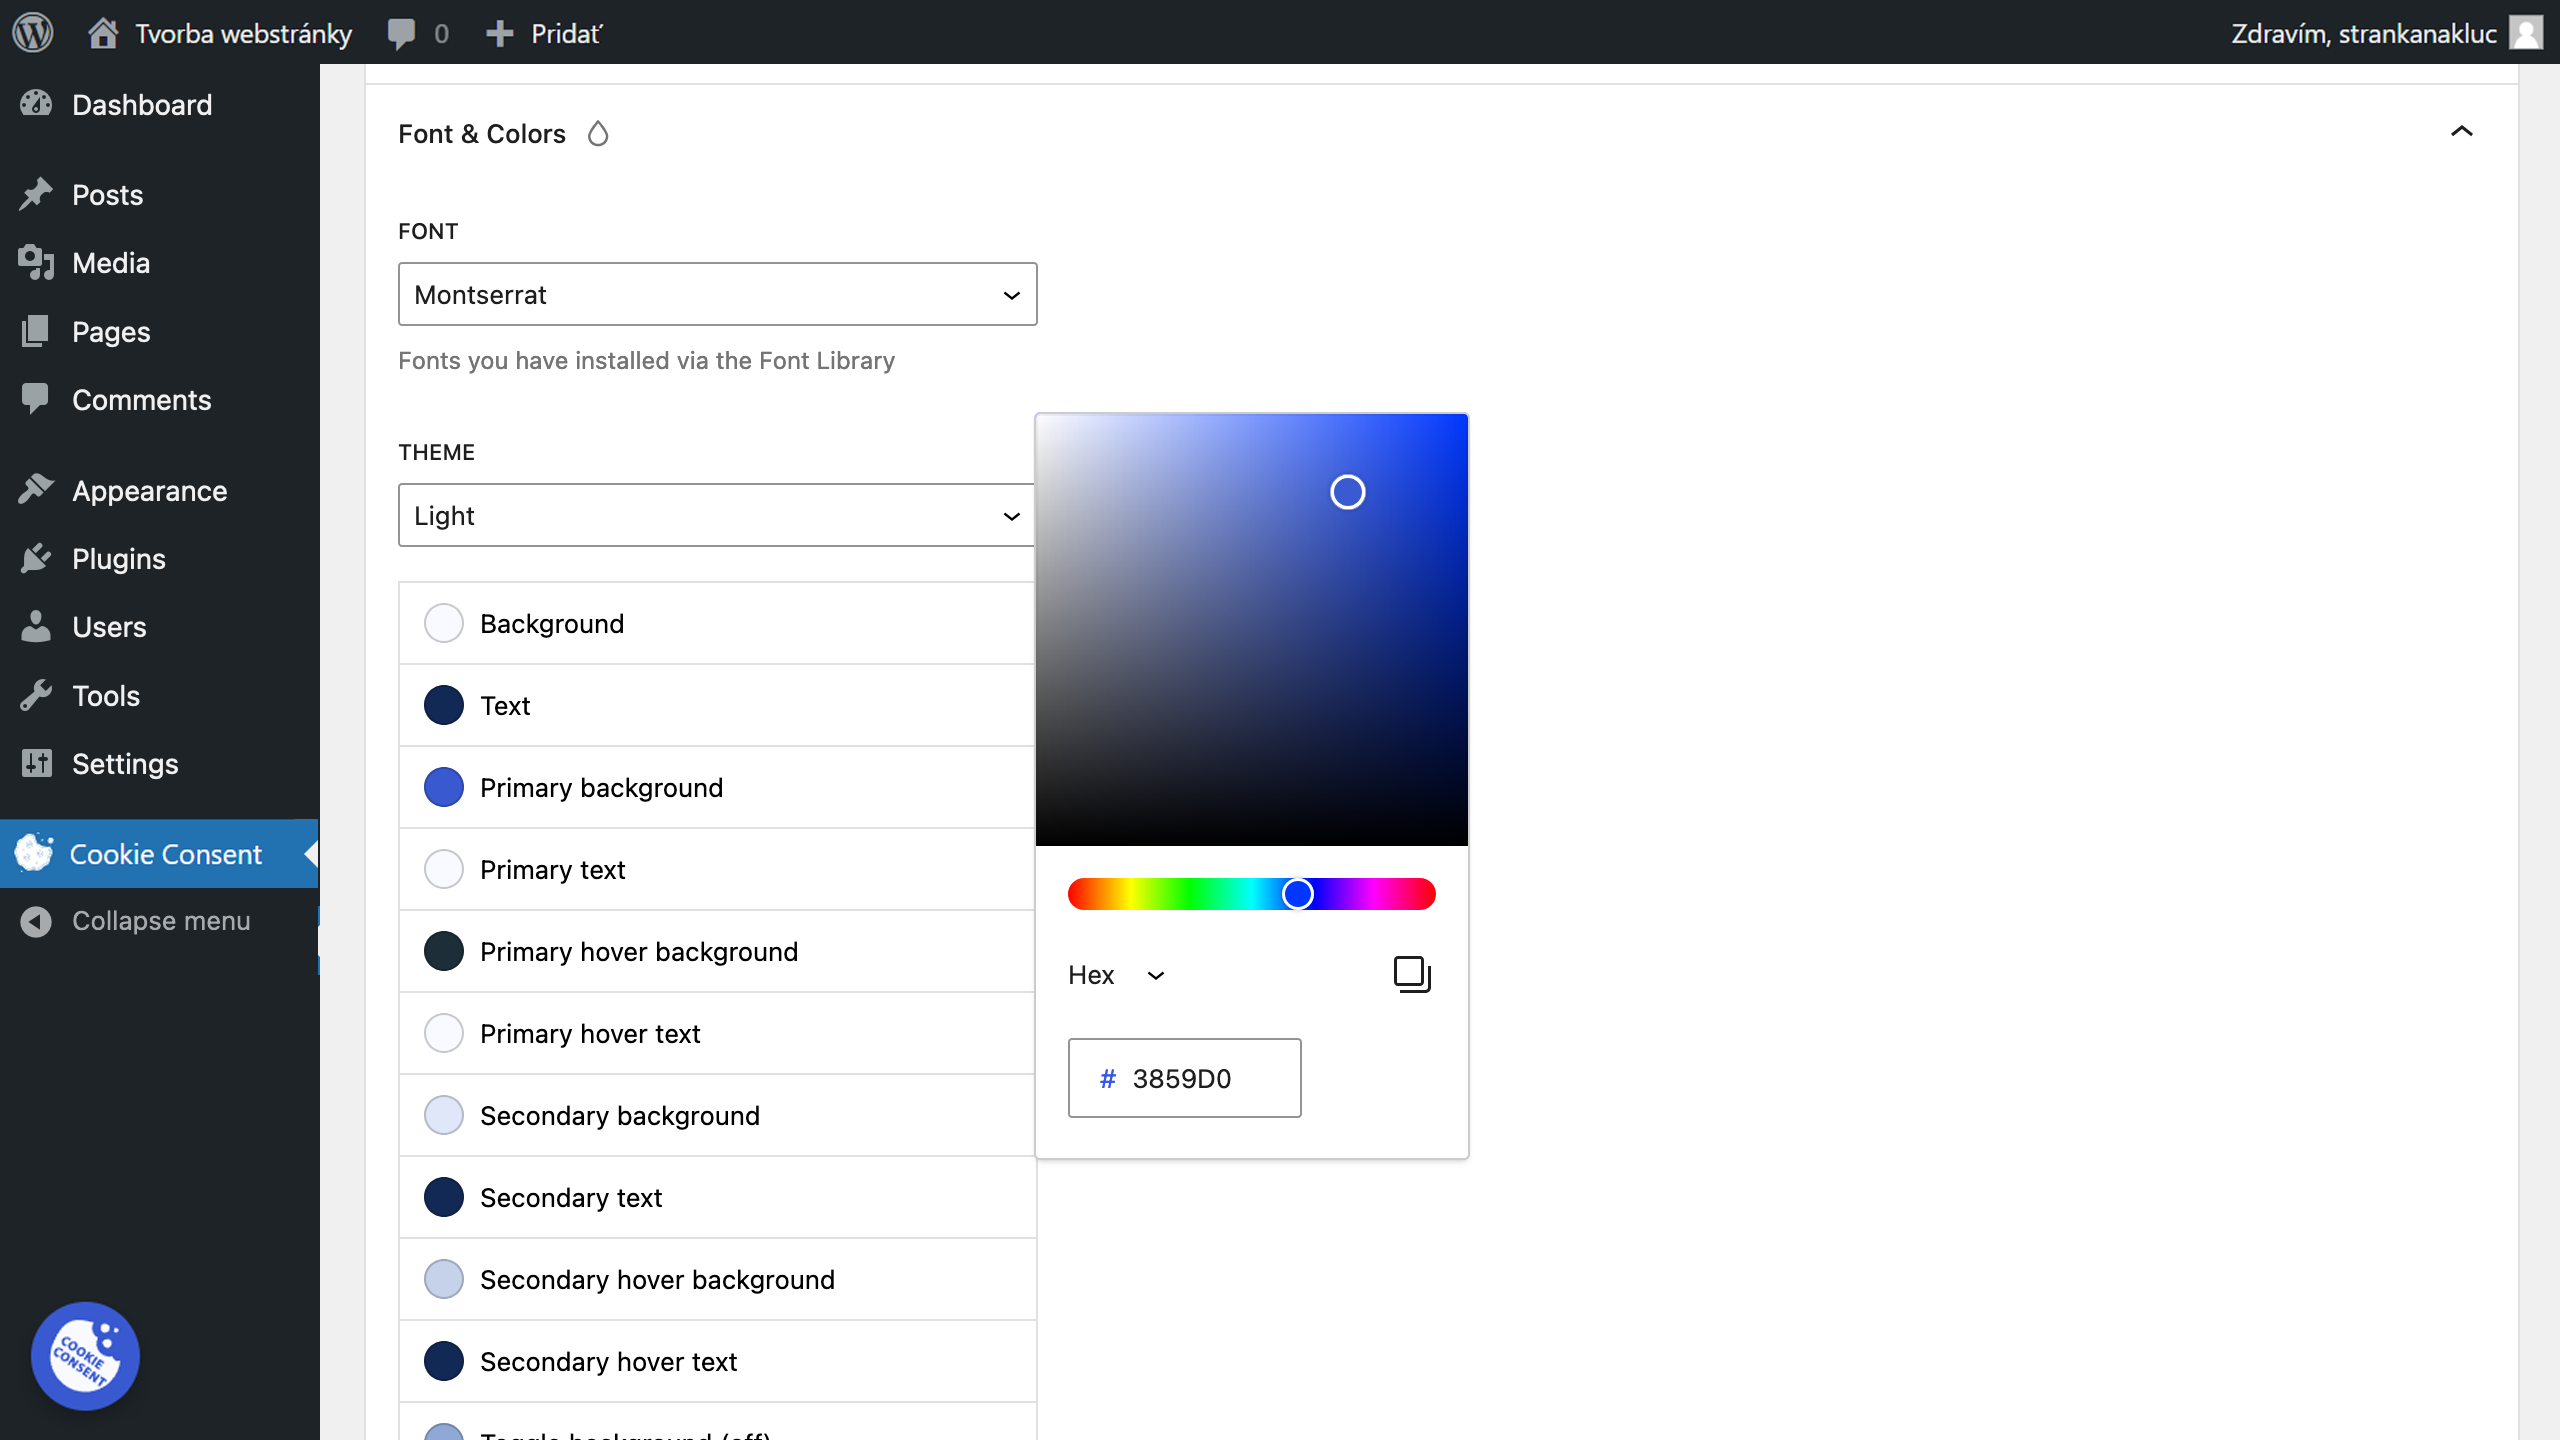 Tvorba webstránky
0
Pridať
Zdravím, strankanakluc
Dashboard
Posts
Media
Pages
Comments
Appearance
Plugins
Users
Tools
Settings
Cookie Consent
Collapse menu
COOKIE
CONSENT
Font & Colors
FONT
Montserrat
Fonts you have installed via the Font Library
THEME
Light
Background
Text
Primary background
Primary text
Primary hover background
Primary hover text
Secondary background
Secondary text
Secondary hover background
Secondary hover text
Toggle background (off)
Hex
# 3859D0